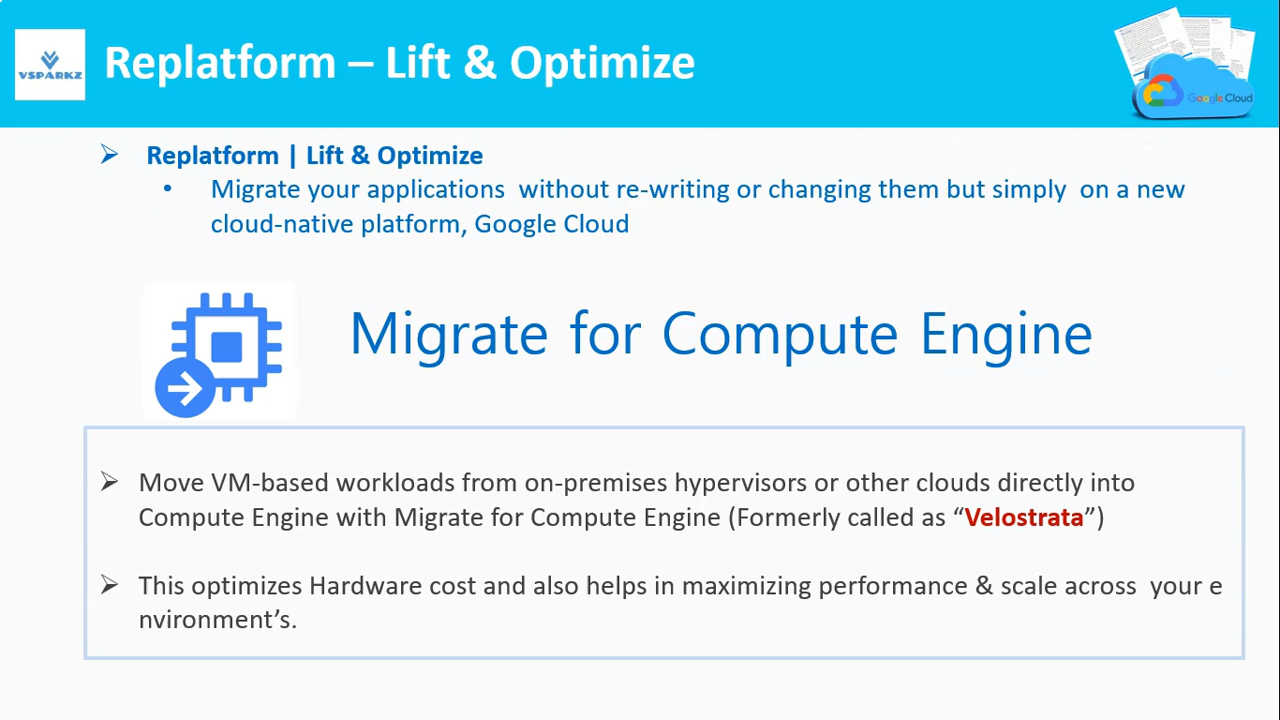 VSPARKZ
Replatform – Lift & Optimize
Google Cloud
➢ Replatform | Lift & Optimize
• Migrate your applications without re-writing or changing them but simply on a new
cloud-native platform, Google Cloud
Migrate for Compute Engine
➢ Move VM-based workloads from on-premises hypervisors or other clouds directly into
Compute Engine with Migrate for Compute Engine (Formerly called as “Velostrata”)
➢ This optimizes Hardware cost and also helps in maximizing performance & scale across your e
nvironment’s.